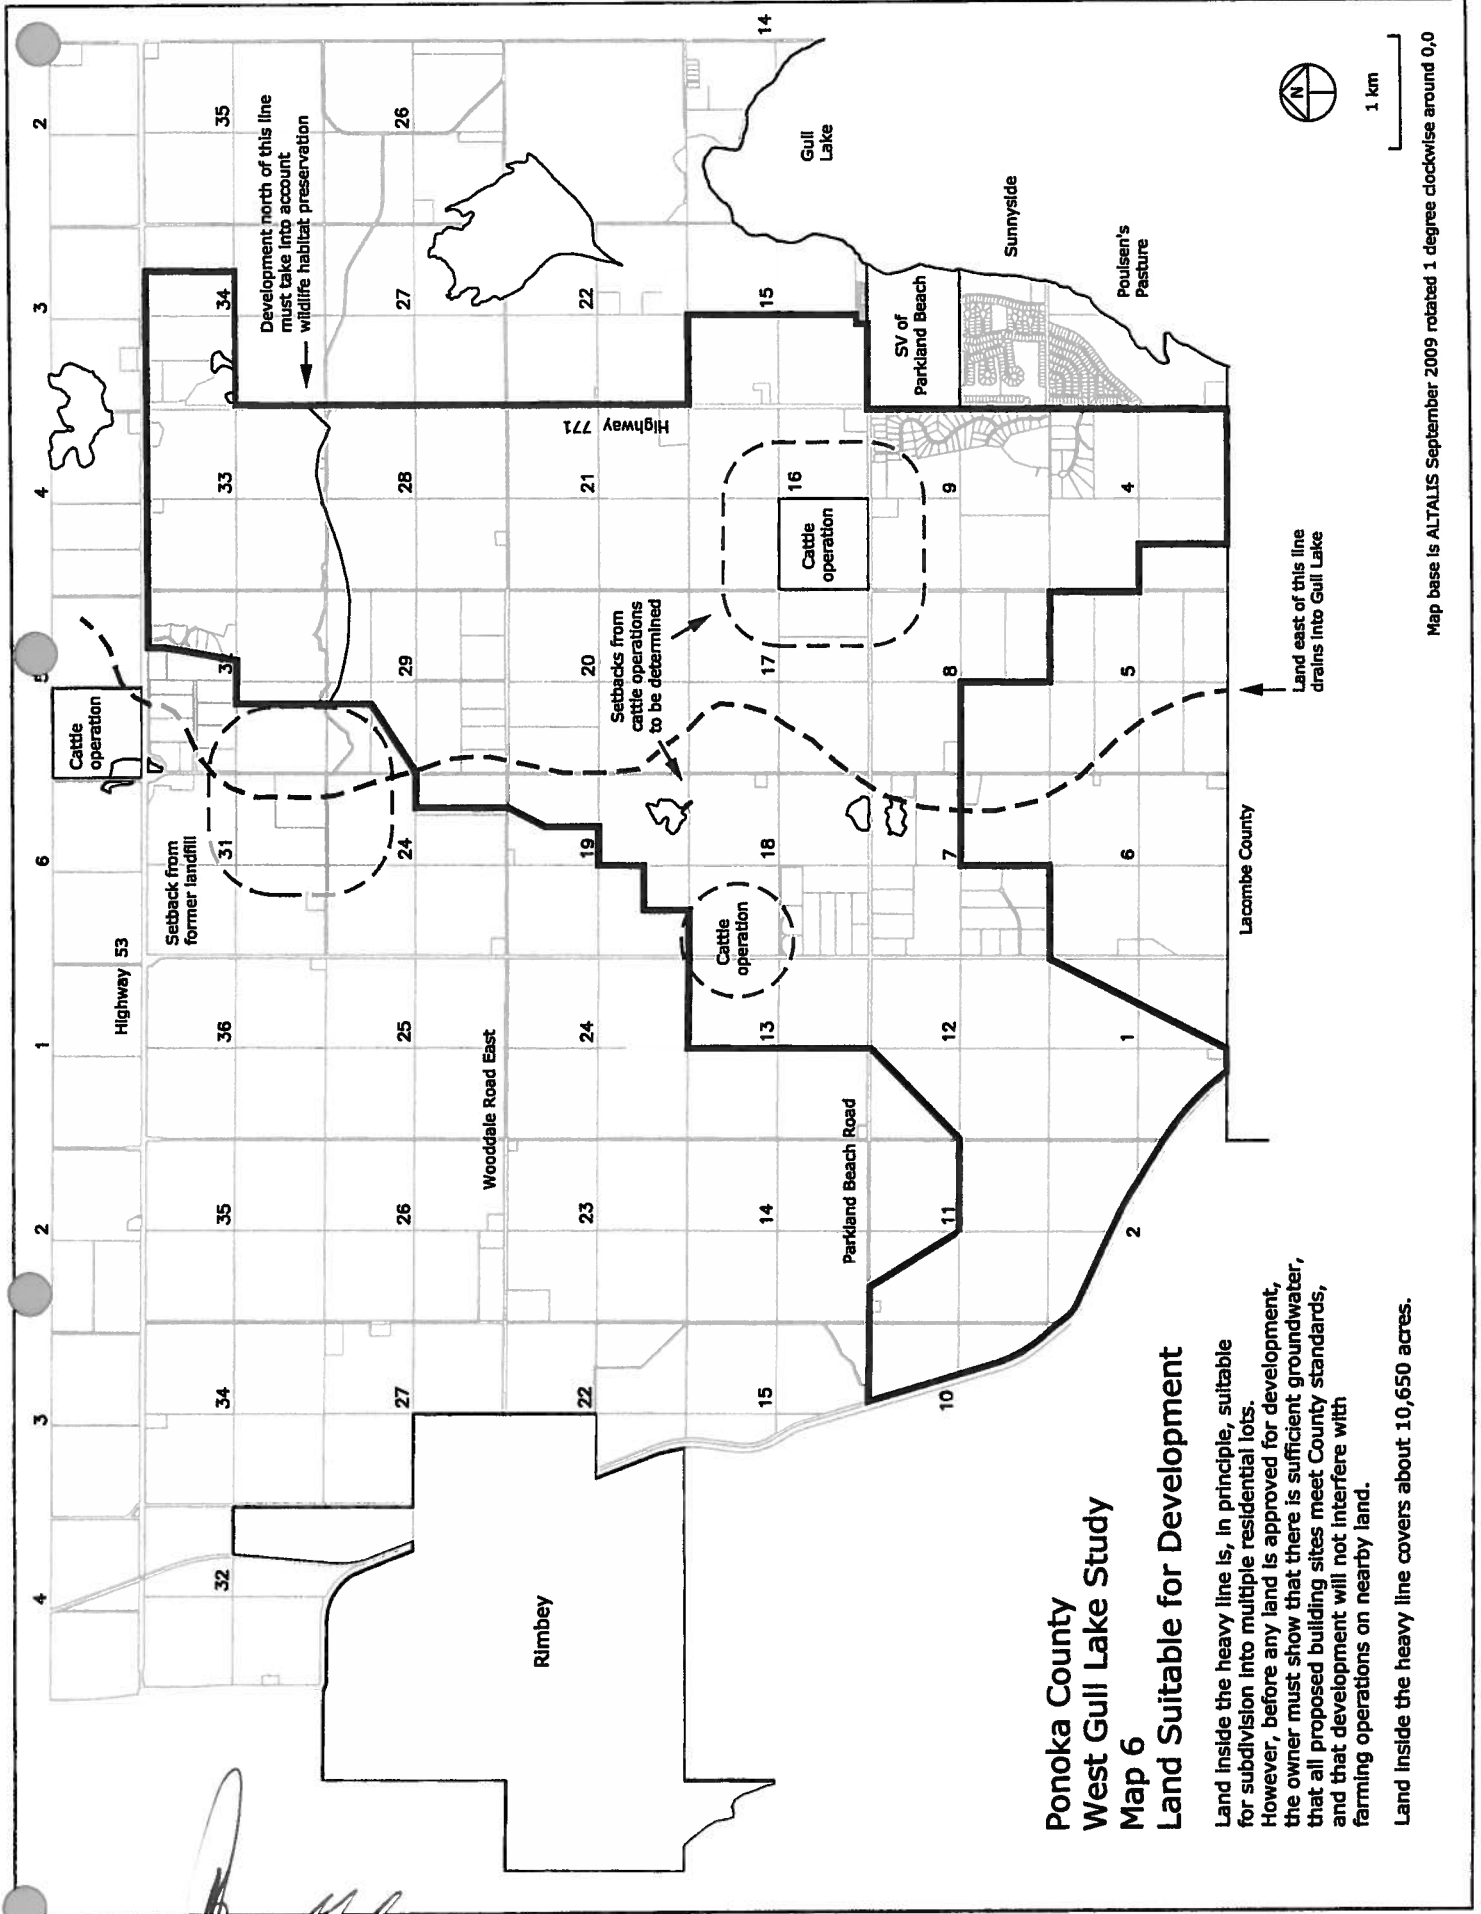 4
3
2
1
6
5
4
3
2
Highway 53
Cattle
operation
Setback from
former landfill
32
34
35
36
31
33
34
35
Development north of this line
must take into account
wildlife habitat preservation
27
26
25
24
29
28
27
26
Wooddale Road East
Rimbey
22
23
24
19
20
21
22
Highway 771
Setbacks from
cattle operations
to be determined
Cattle
operation
Cattle
operation
15
14
13
18
17
16
15
14
Gull
Lake
Parkland Beach Road
SV of
Parkland Beach
10
11
12
7
8
9
Sunnyside
2
1
6
5
4
Poulsen's
Pasture
Lacombe County
Land east of this line
drains into Gull Lake
N
1 km
Ponoka County
West Gull Lake Study
Map 6
Land Suitable for Development
Land inside the heavy line is, in principle, suitable
for subdivision into multiple residential lots.
However, before any land is approved for development,
the owner must show that there is sufficient groundwater,
that all proposed building sites meet County standards,
and that development will not interfere with
farming operations on nearby land.
Land inside the heavy line covers about 10,650 acres.
Map base is ALTALIS September 2009 rotated 1 degree clockwise around 0,0